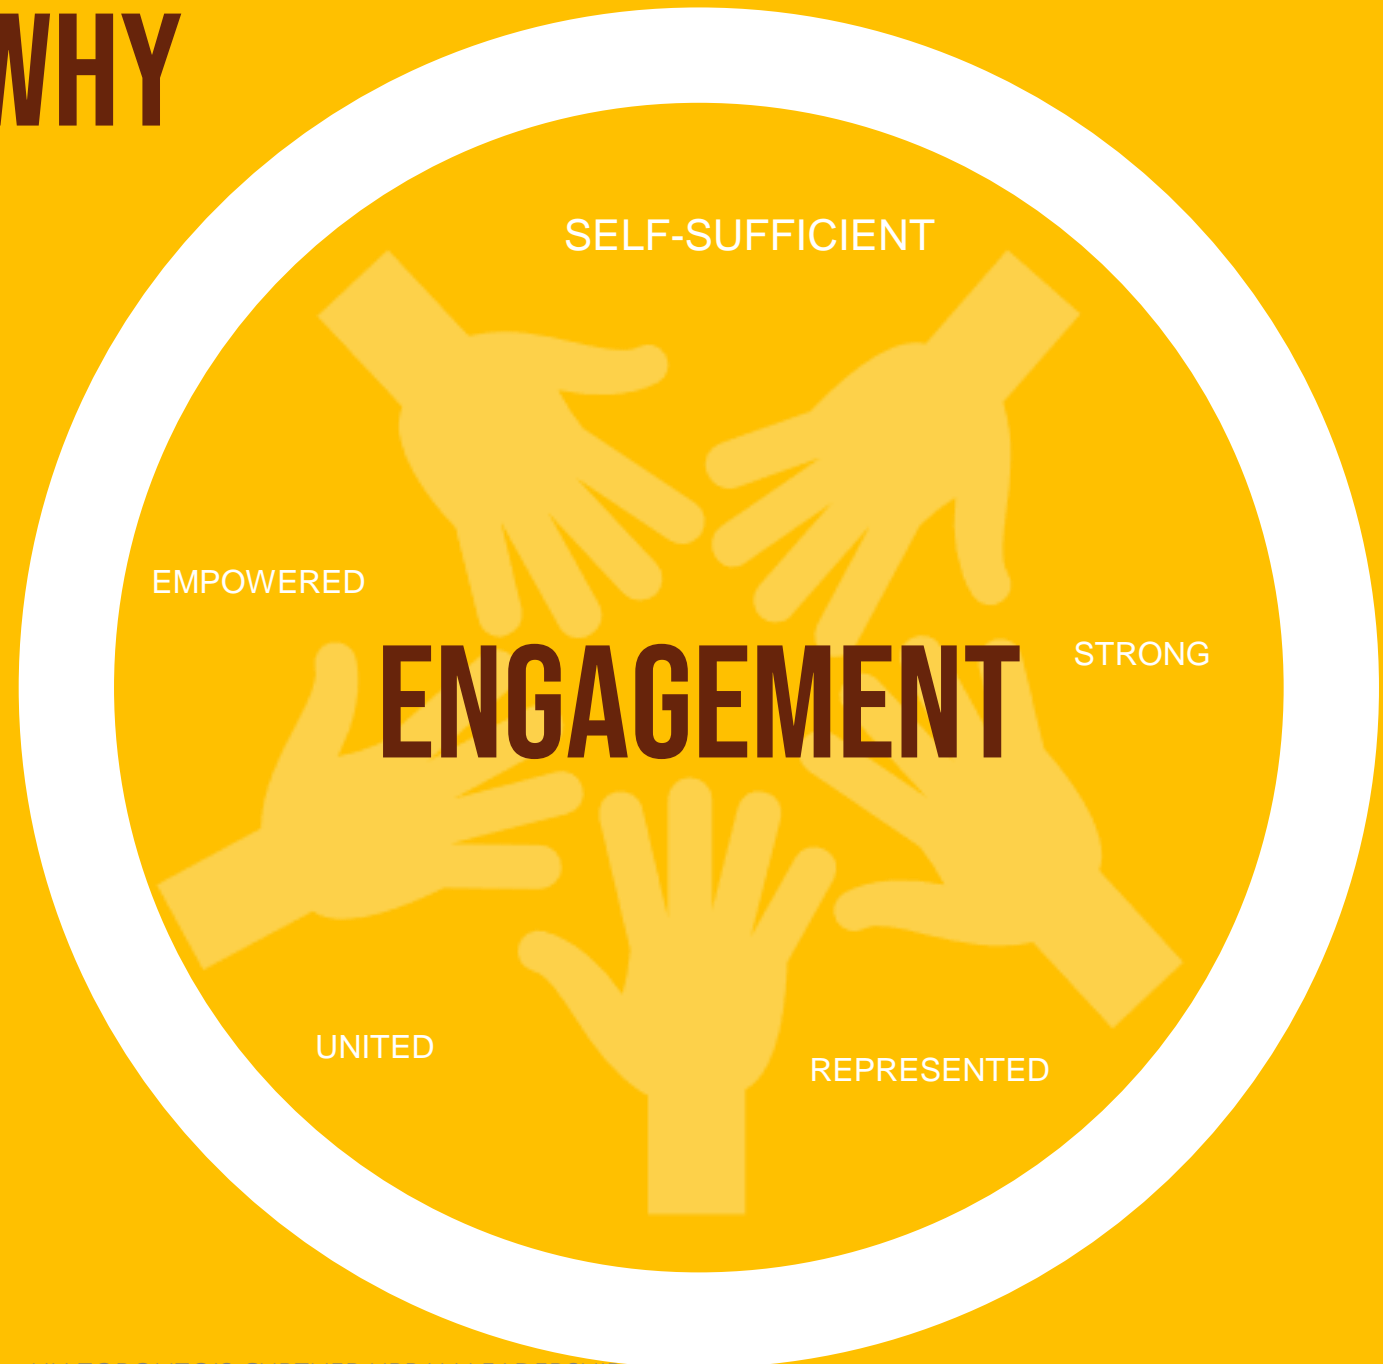 WHY
SELF-SUFFICIENT
EMPOWERED
STRONG
ENGAGEMENT
UNITED
REPRESENTED